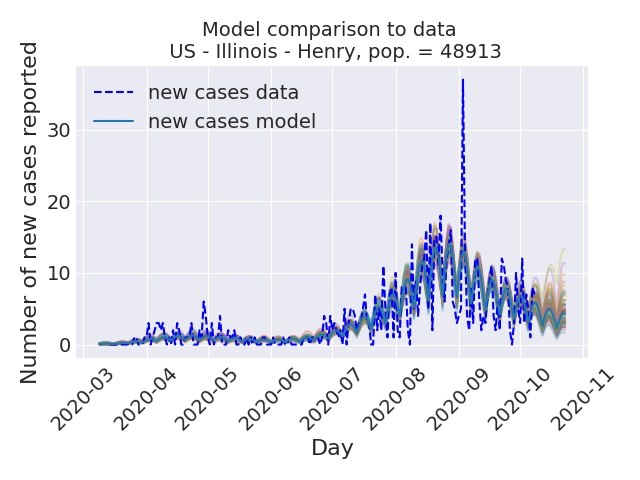 Model comparison to data
US - Illinois - Henry, pop. = 48913
Number of new cases reported
new cases data
new cases model
30
20
10
0
2020-03
2020-04
2020-05
2020-06
2020-07
2020-08
2020-09
2020-10
2020-11
Day